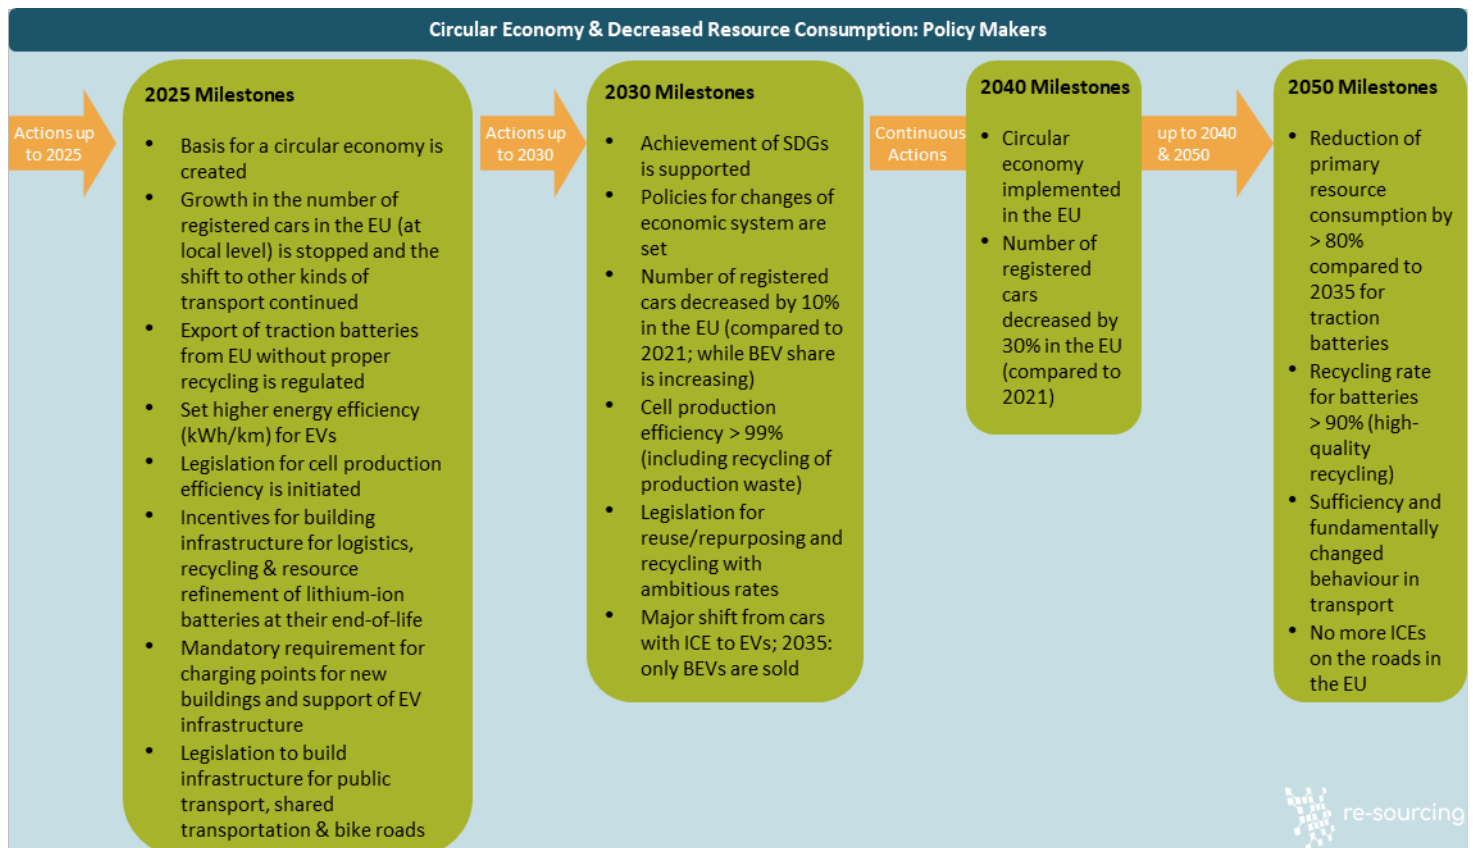 Circular Economy & Decreased Resource Consumption: Policy Makers
Actions up
to 2025
2025 Milestones
• Basis for a circular economy is
created
• Growth in the number of
registered cars in the EU (at
local level) is stopped and the
shift to other kinds of
transport continued
• Export of traction batteries
from EU without proper
recycling is regulated
• Set higher energy efficiency
(kWh/km) for EVs
• Legislation for cell production
efficiency is initiated
• Incentives for building
infrastructure for logistics,
recycling & resource
refinement of lithium-ion
batteries at their end-of-life
• Mandatory requirement for
charging points for new
buildings and support of EV
infrastructure
• Legislation to build
infrastructure for public
transport, shared
transportation & bike roads
Actions up
to 2030
2030 Milestones
• Achievement of SDGs
is supported
• Policies for changes of
economic system are
set
• Number of registered
cars decreased by 10%
in the EU (compared to
2021; while BEV share
is increasing)
• Cell production
efficiency > 99%
(including recycling of
production waste)
• Legislation for
reuse/repurposing and
recycling with
ambitious rates
• Major shift from cars
with ICE to EVs; 2035:
only BEVs are sold
Continuous
Actions
2040 Milestones
• Circular
economy
implemented
in the EU
• Number of
registered
cars
decreased by
30% in the EU
(compared to
2021)
up to 2040
& 2050
2050 Milestones
• Reduction of
primary
resource
consumption by
> 80%
compared to
2035 for
traction
batteries
• Recycling rate
for batteries
> 90% (high-
quality
recycling)
• Sufficiency and
fundamentally
changed
behaviour in
transport
• No more ICEs
on the roads in
the EU
re-sourcing